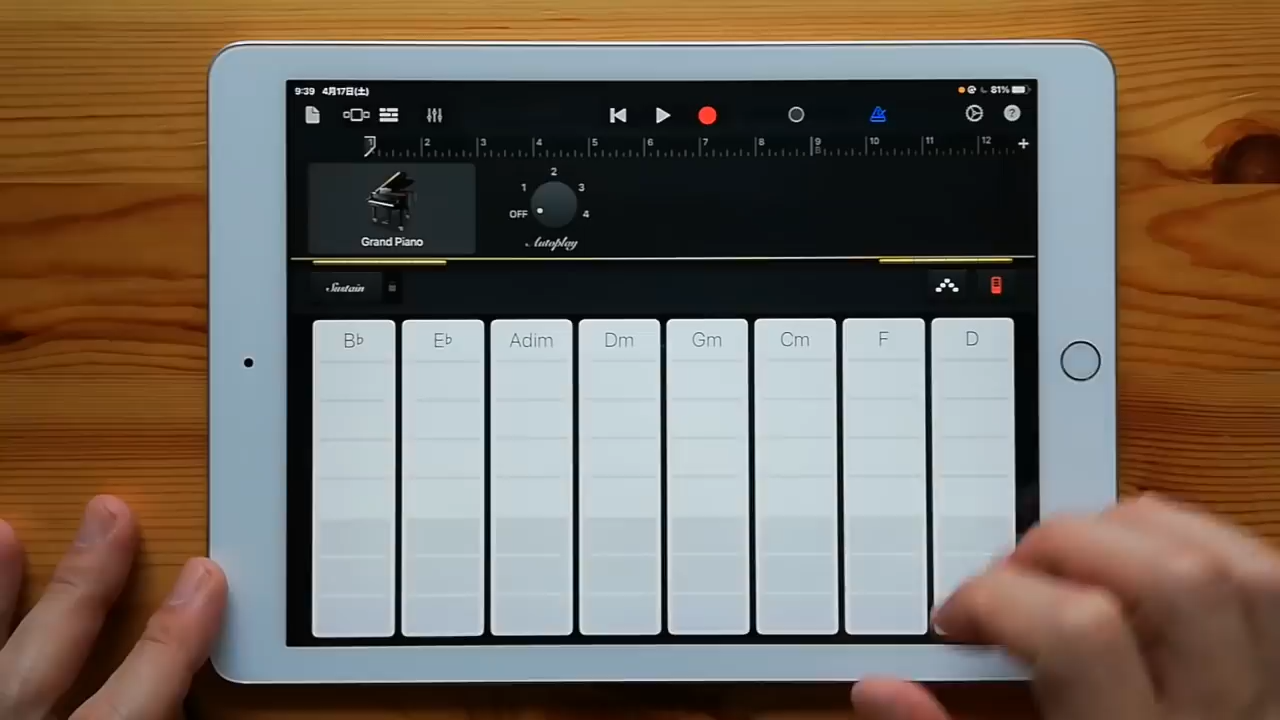 9:39 4月17日(土) 81%
1 2 3 4 5 6 7 8 9 10 11 12 +
2
1 3
OFF 4
Grand Piano Autoplay
Sustain
B♭ E♭ Adim Dm Gm Cm F D